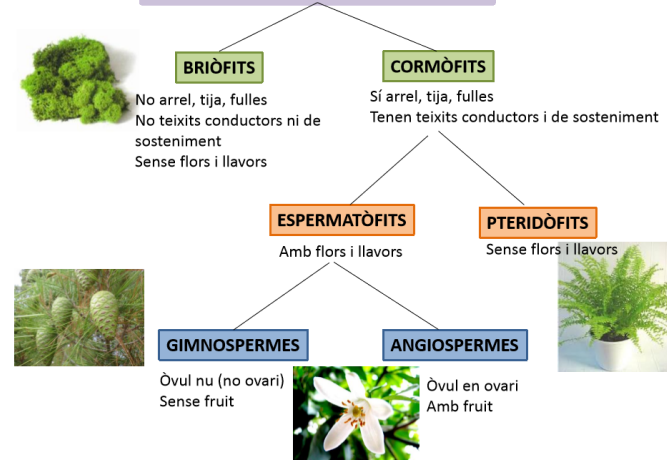 BRIÒFITS
No arrel, tija, fulles
No teixits conductors ni de
sosteniment
Sense flors i llavors
CORMÒFITS
Sí arrel, tija, fulles
Tenen teixits conductors i de sosteniment
ESPERMATÒFITS
Amb flors i llavors
PTERIDÒFITS
Sense flors i llavors
GIMNOSPERMES
Òvul nu (no ovari)
Sense fruit
ANGIOSPERMES
Òvul en ovari
Amb fruit